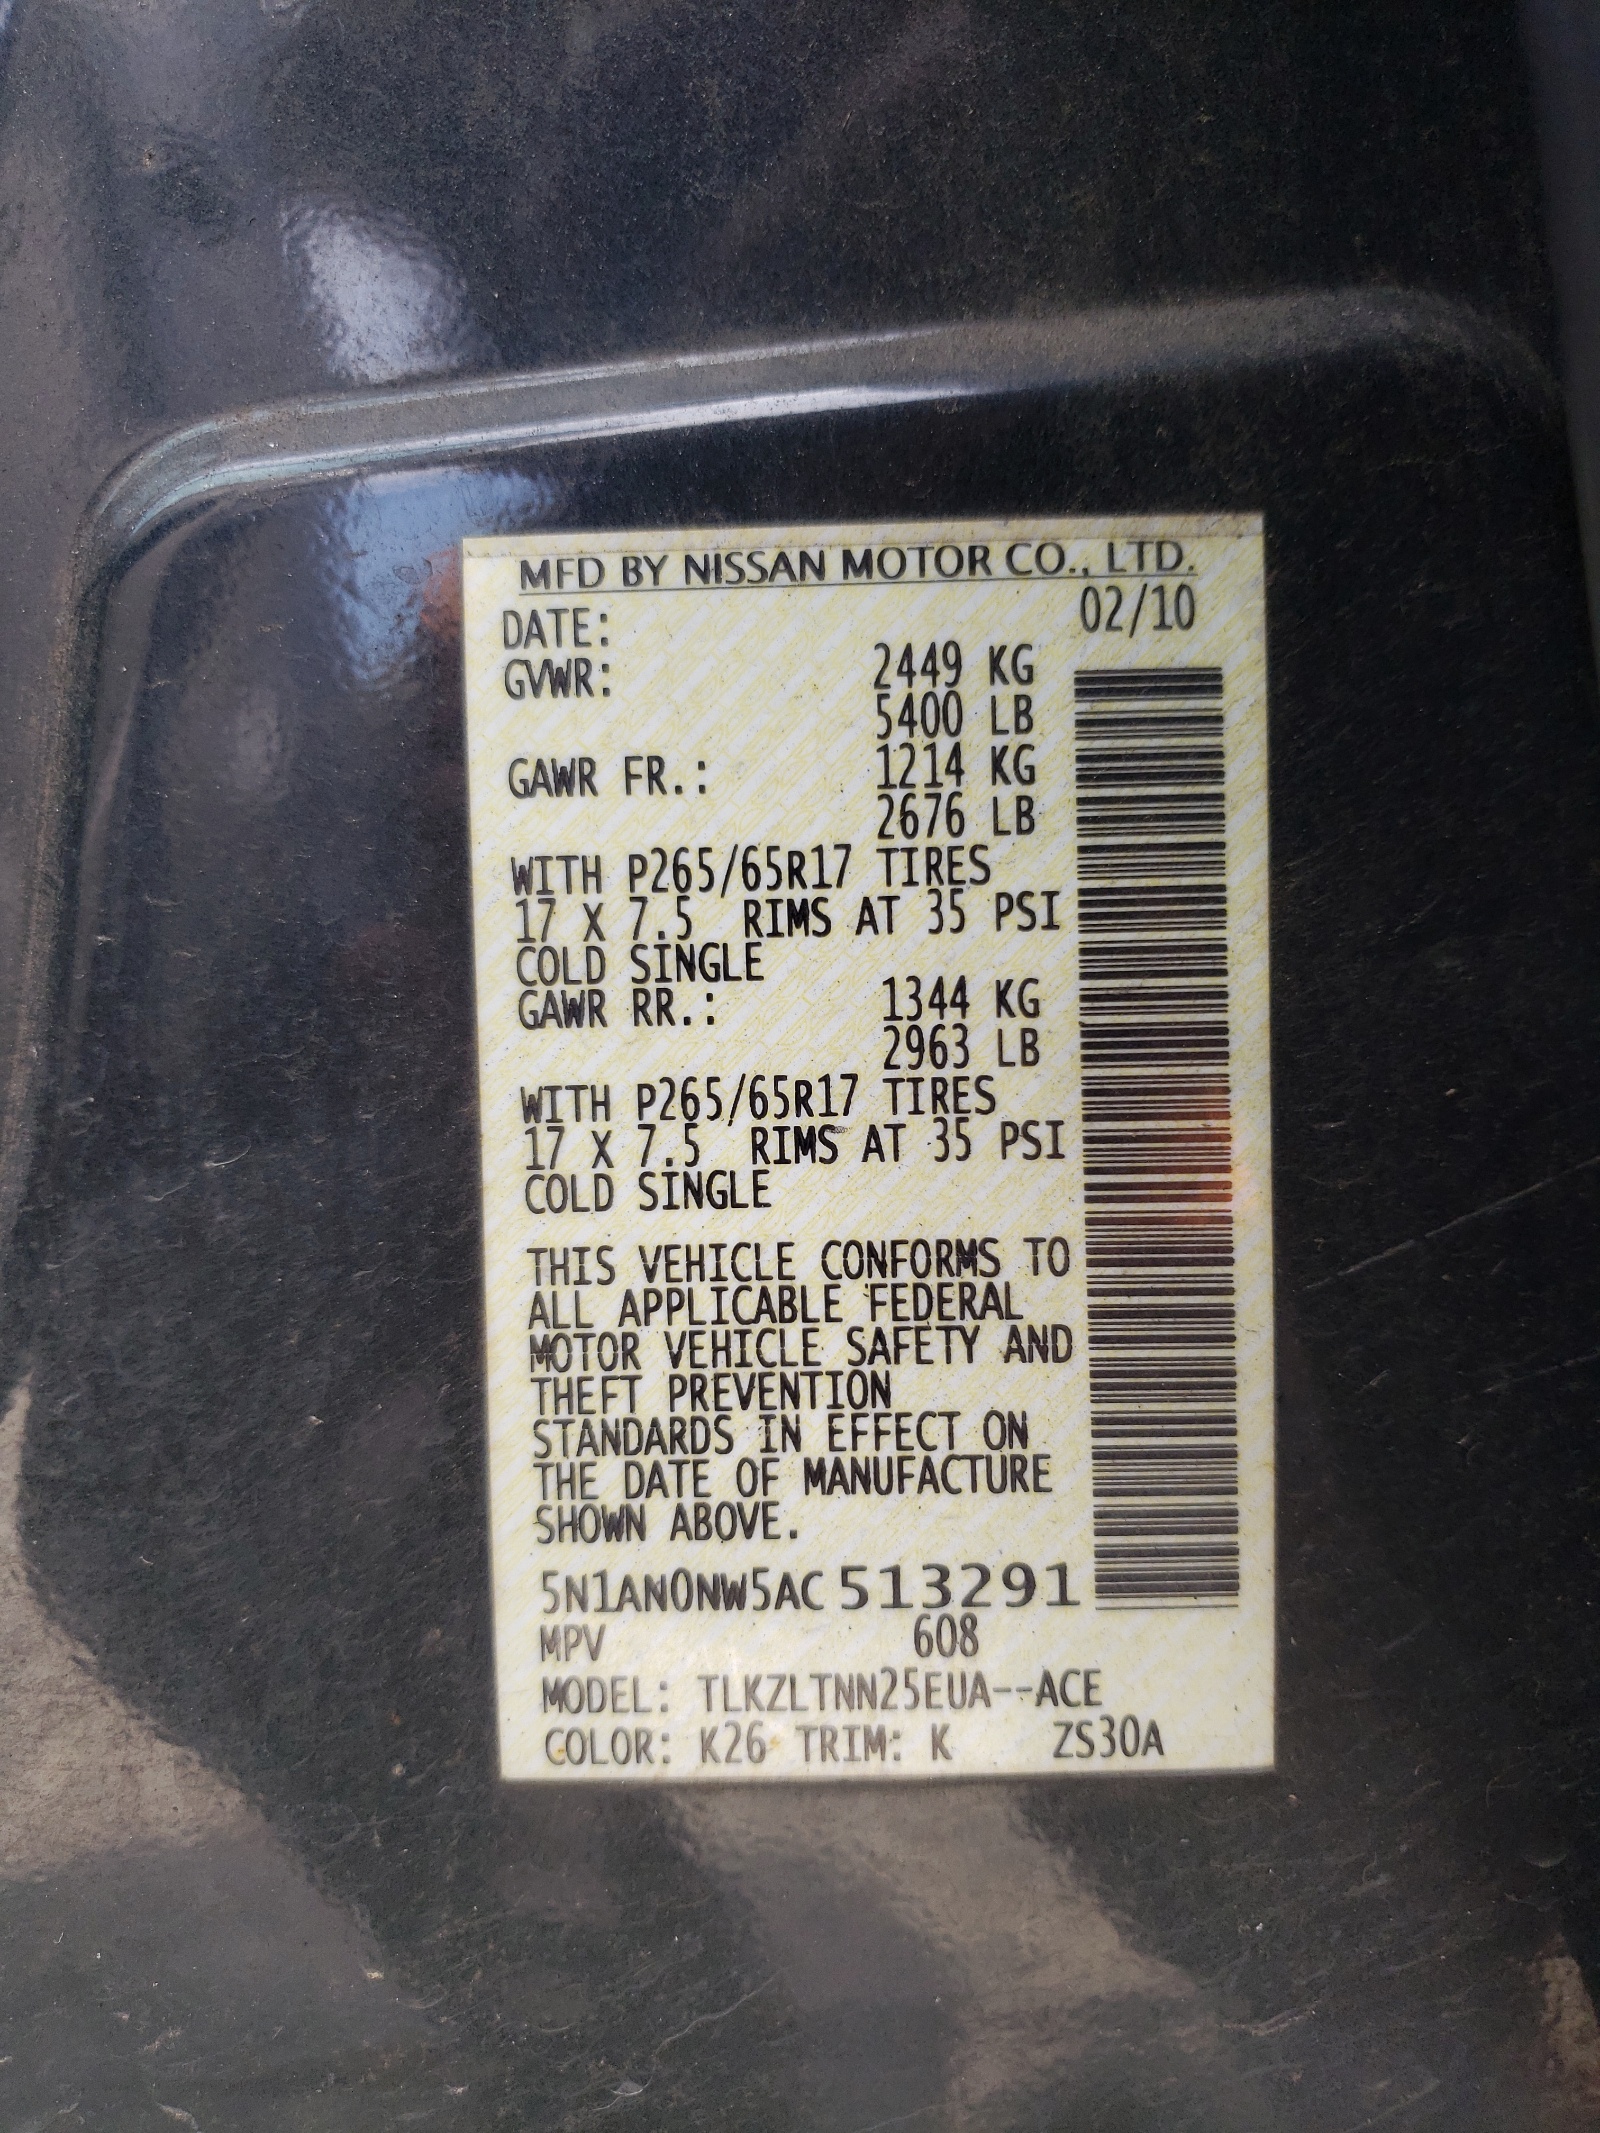 MFD BY NISSAN MOTOR CO., LTD.
DATE: 02/10
GVWR: 2449 KG
5400 LB
GAWR FR.: 1214 KG
2676 LB
WITH P265/65R17 TIRES
17 X 7.5 RIMS AT 35 PSI
COLD SINGLE
GAWR RR.: 1344 KG
2963 LB
WITH P265/65R17 TIRES
17 X 7.5 RIMS AT 35 PSI
COLD SINGLE
THIS VEHICLE CONFORMS TO
ALL APPLICABLE FEDERAL
MOTOR VEHICLE SAFETY AND
THEFT PREVENTION
STANDARDS IN EFFECT ON
THE DATE OF MANUFACTURE
SHOWN ABOVE.
5N1AN0NW5AC513291
MPV 608
MODEL: TLKZLTNN25EUA--ACE
COLOR: K26 TRIM: K ZS30A